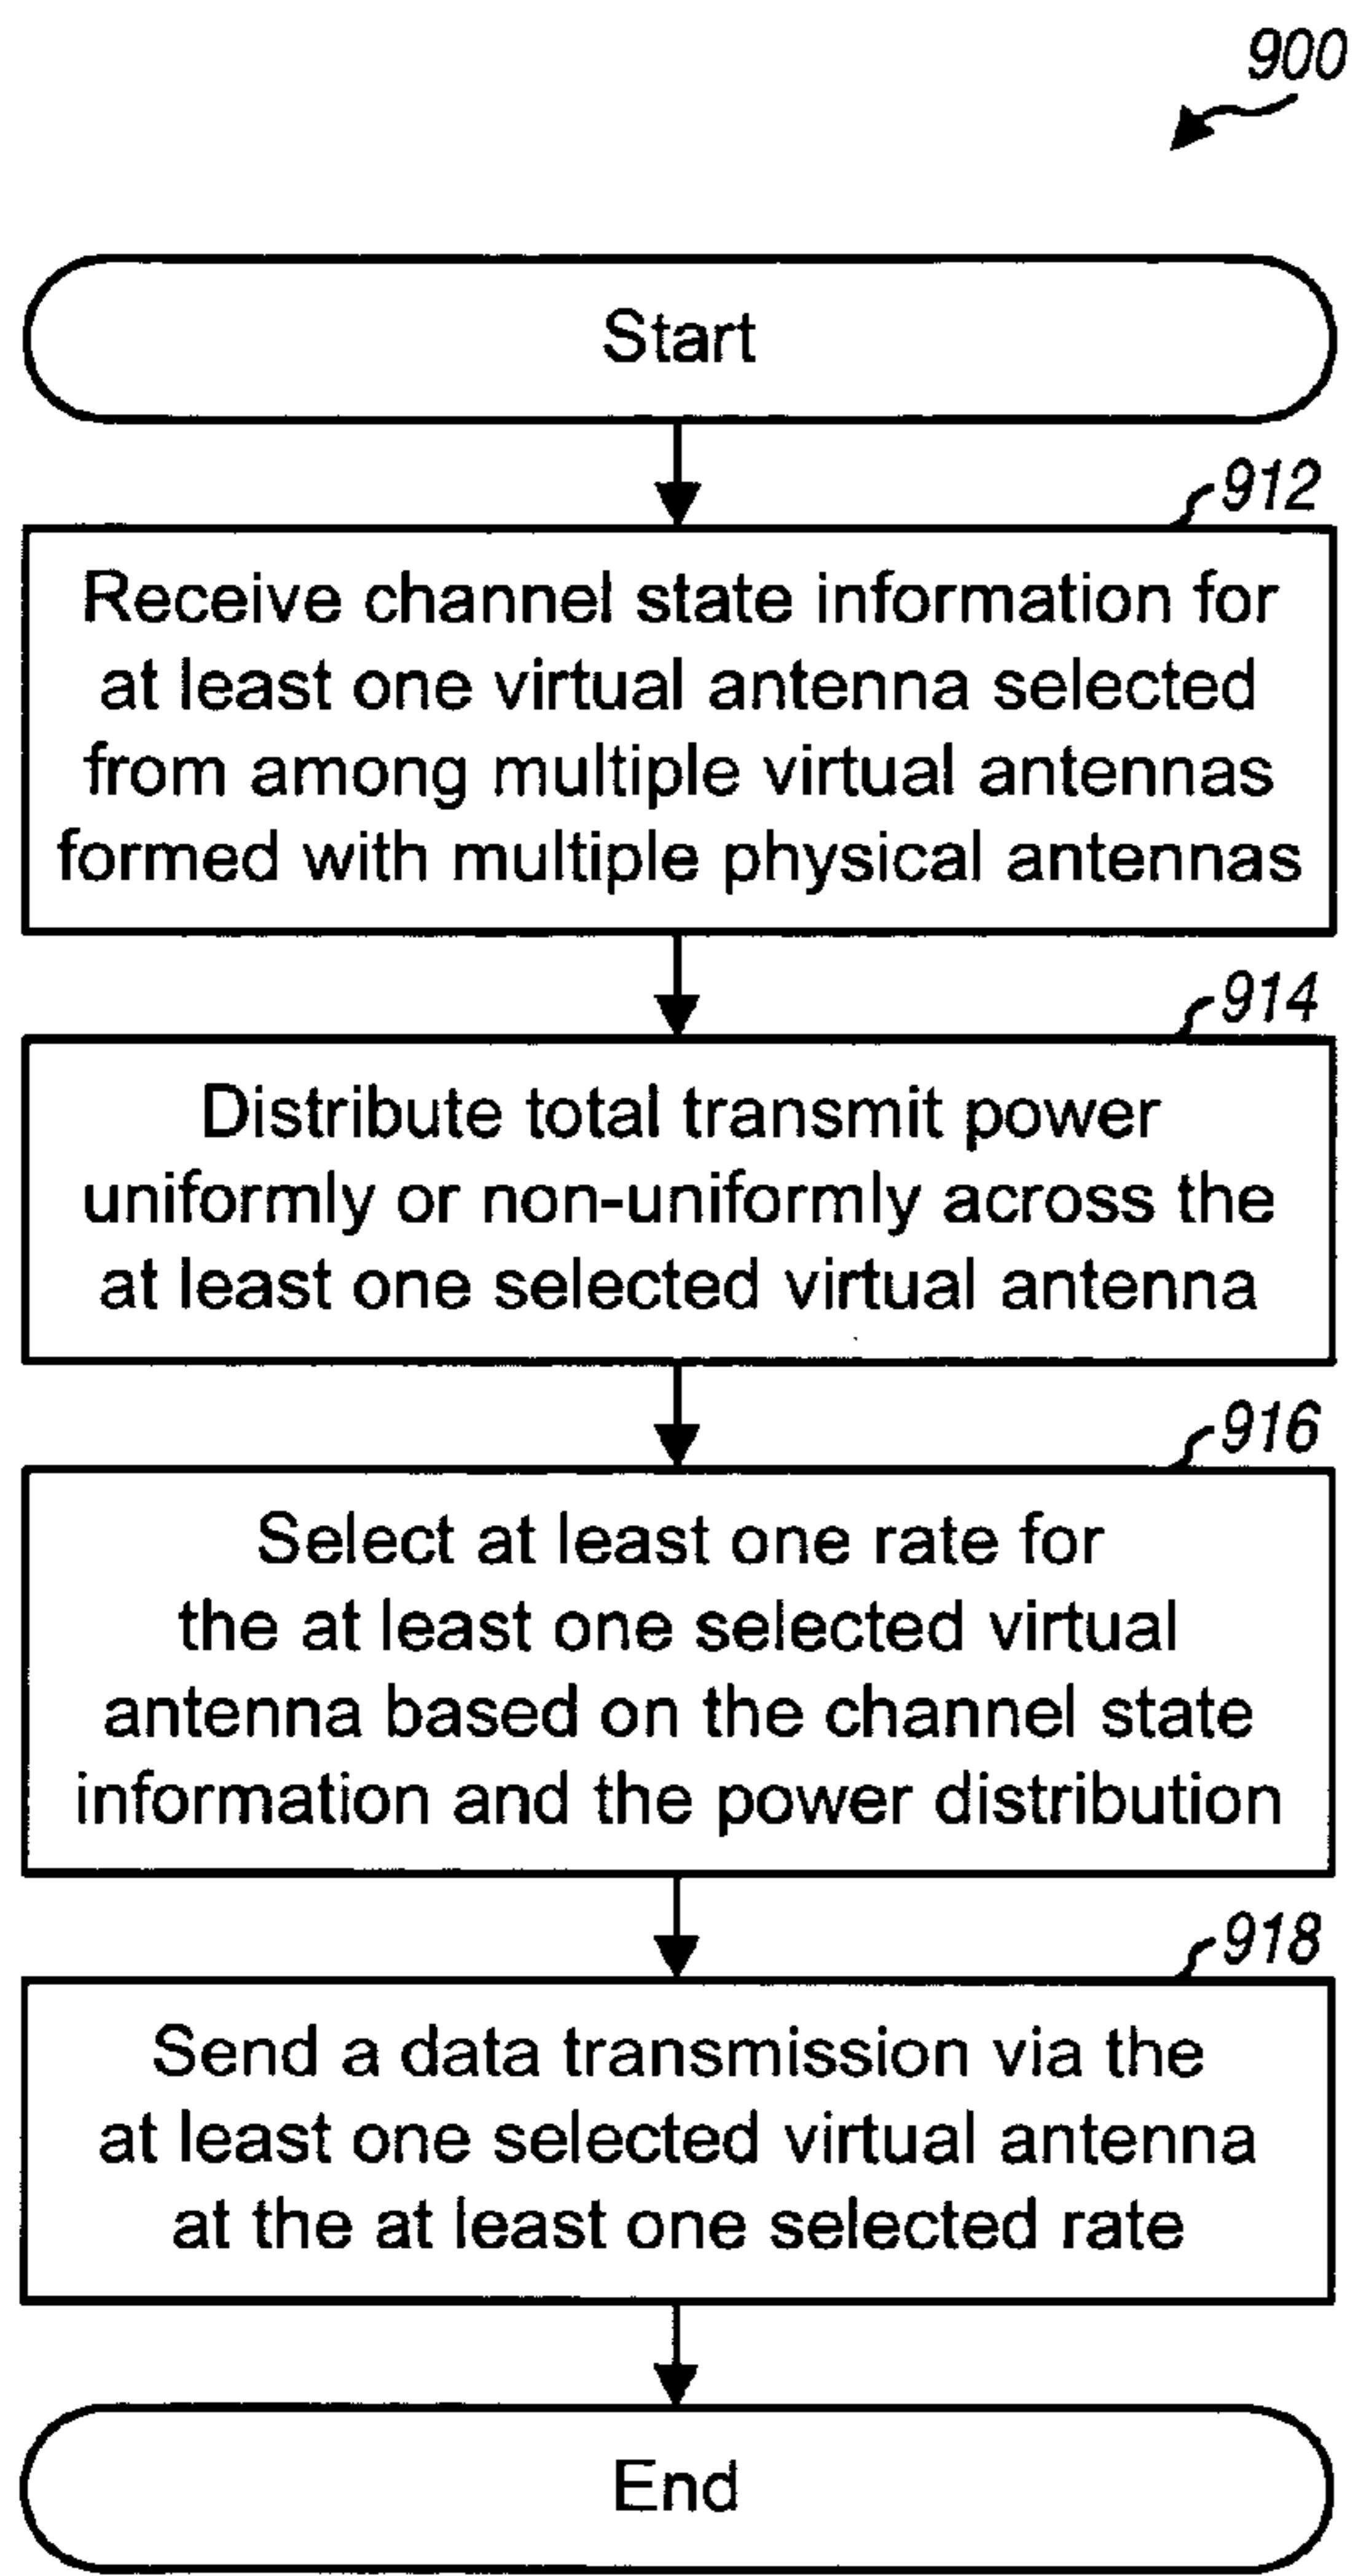 900
Start
912
Receive channel state information for
at least one virtual antenna selected
from among multiple virtual antennas
formed with multiple physical antennas
914
Distribute total transmit power
uniformly or non-uniformly across the
at least one selected virtual antenna
916
Select at least one rate for
the at least one selected virtual
antenna based on the channel state
information and the power distribution
918
Send a data transmission via the
at least one selected virtual antenna
at the at least one selected rate
End